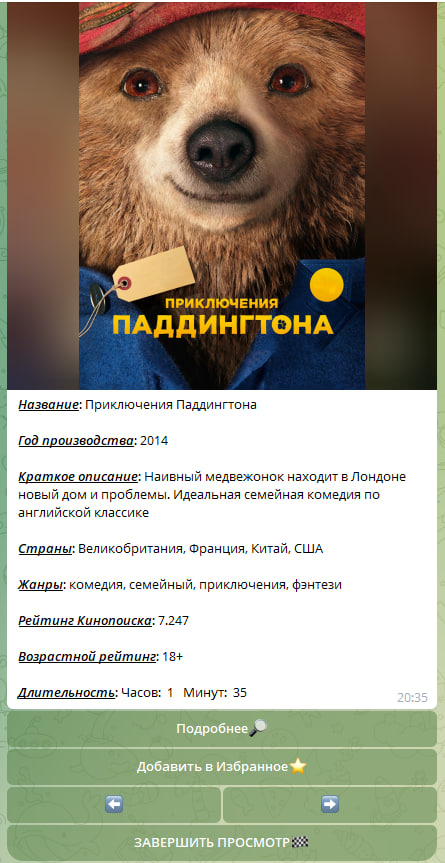 ПРИКЛЮЧЕНИЯ
ПАДДИНГТОНА
Название: Приключения Паддингтона
Год производства: 2014
Краткое описание: Наивный медвежонок находит в Лондоне
новый дом и проблемы. Идеальная семейная комедия по
английской классике
Страны: Великобритания, Франция, Китай, США
Жанры: комедия, семейный, приключения, фэнтези
Рейтинг Кинопоиска: 7.247
Возрастной рейтинг: 18+
Длительность: Часов: 1 Минут: 35
20:35
Подробнее🔎
Добавить в Избранное⭐
⬅️ ➡️
ЗАВЕРШИТЬ ПРОСМОТР🏁